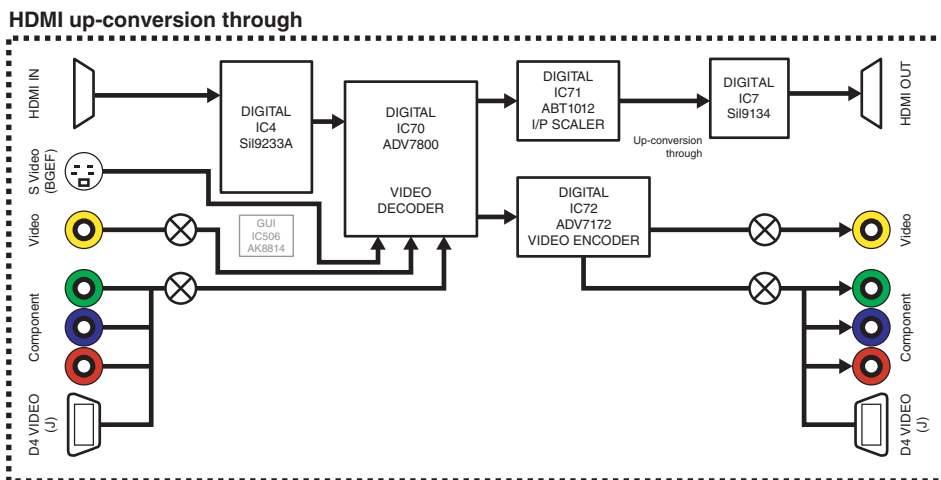 HDMI up-conversion through
HDMI IN
DIGITAL
IC4
Sil9233A
DIGITAL
IC70
ADV7800
VIDEO
DECODER
DIGITAL
IC71
ABT1012
I/P SCALER
Up-conversion
through
DIGITAL
IC7
Sil9134
HDMI OUT
S Video
(BGEF)
Video
GUI
IC506
AK8814
DIGITAL
IC72
ADV7172
VIDEO ENCODER
Video
Component
Component
D4 VIDEO
(J)
D4 VIDEO
(J)